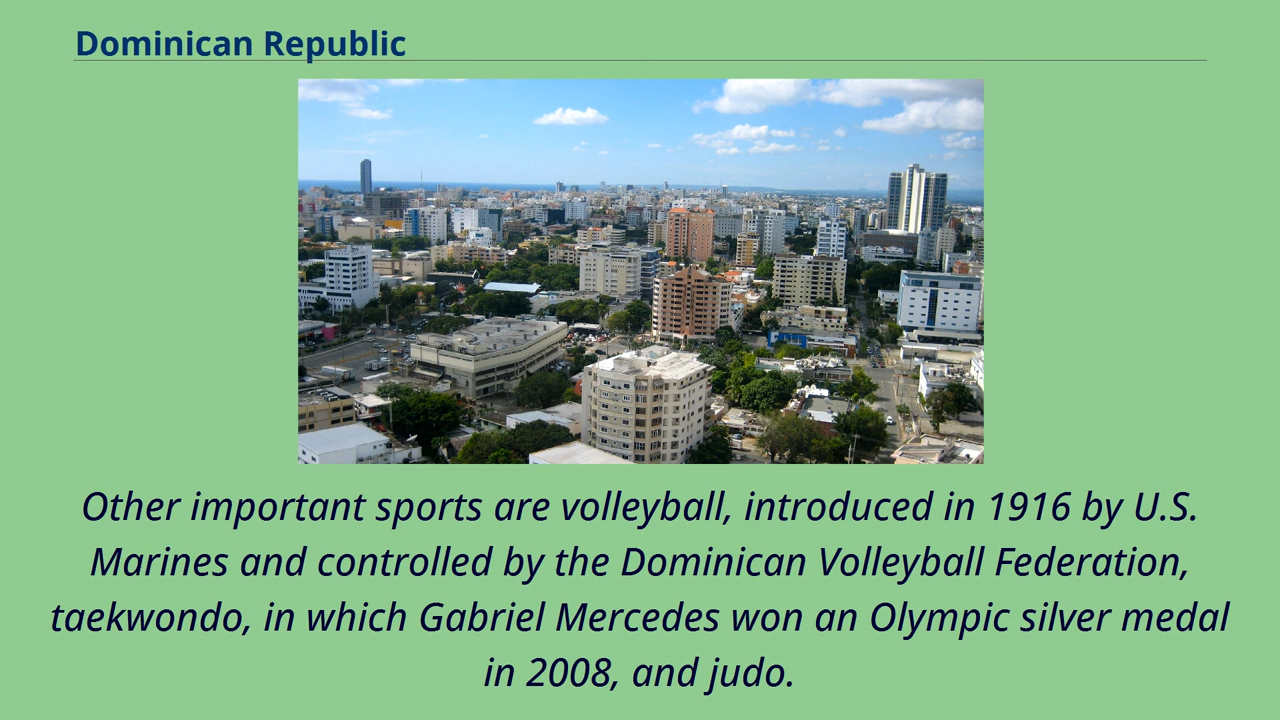 Dominican Republic
Other important sports are volleyball, introduced in 1916 by U.S.
Marines and controlled by the Dominican Volleyball Federation,
taekwondo, in which Gabriel Mercedes won an Olympic silver medal
in 2008, and judo.